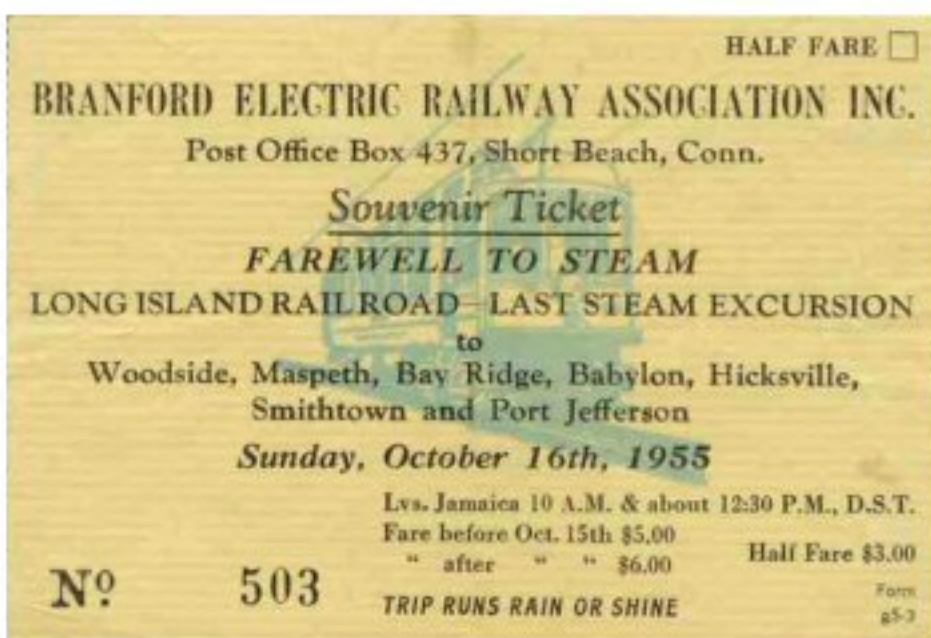 HALF FARE
BRANFORD ELECTRIC RAILWAY ASSOCIATION INC.
Post Office Box 437, Short Beach, Conn.
Souvenir Ticket
FAREWELL TO STEAM
LONG ISLAND RAILROAD—LAST STEAM EXCURSION
to
Woodside, Maspeth, Bay Ridge, Babylon, Hicksville,
Smithtown and Port Jefferson
Sunday, October 16th, 1955
Lvs. Jamaica 10 A.M. & about 12:30 P.M., D.S.T.
Fare before Oct. 15th $5.00
" after " " $6.00
Half Fare $3.00
Nº 503
TRIP RUNS RAIN OR SHINE
Form